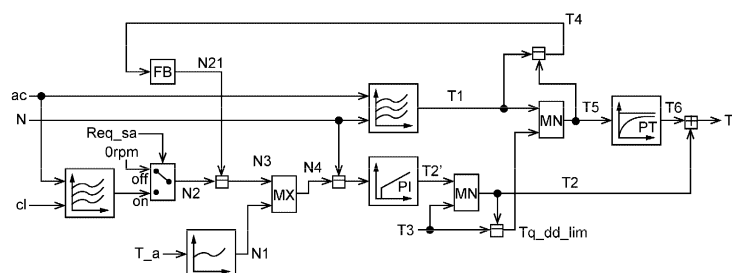 T4
FB
N21
ac
N
T1
T5
T6
T
MN
PT
Req_sa
0rpm
off
on
N2
N3
N4
T2'
MX
PI
MN
T2
cl
T3
Tq_dd_lim
T_a
N1